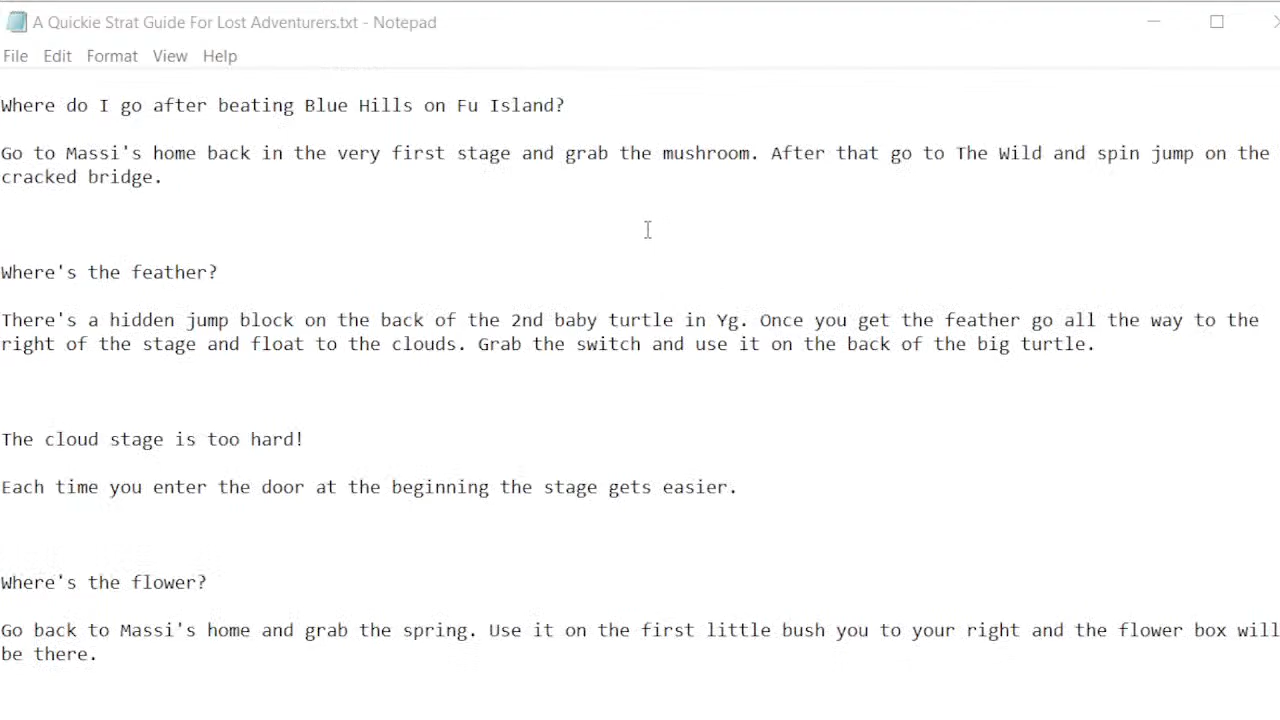 A Quickie Strat Guide For Lost Adventurers.txt - Notepad
File Edit Format View Help
Where do I go after beating Blue Hills on Fu Island?
Go to Massi's home back in the very first stage and grab the mushroom. After that go to The Wild and spin jump on the
cracked bridge.
Where's the feather?
There's a hidden jump block on the back of the 2nd baby turtle in Yg. Once you get the feather go all the way to the
right of the stage and float to the clouds. Grab the switch and use it on the back of the big turtle.
The cloud stage is too hard!
Each time you enter the door at the beginning the stage gets easier.
Where's the flower?
Go back to Massi's home and grab the spring. Use it on the first little bush you to your right and the flower box will
be there.